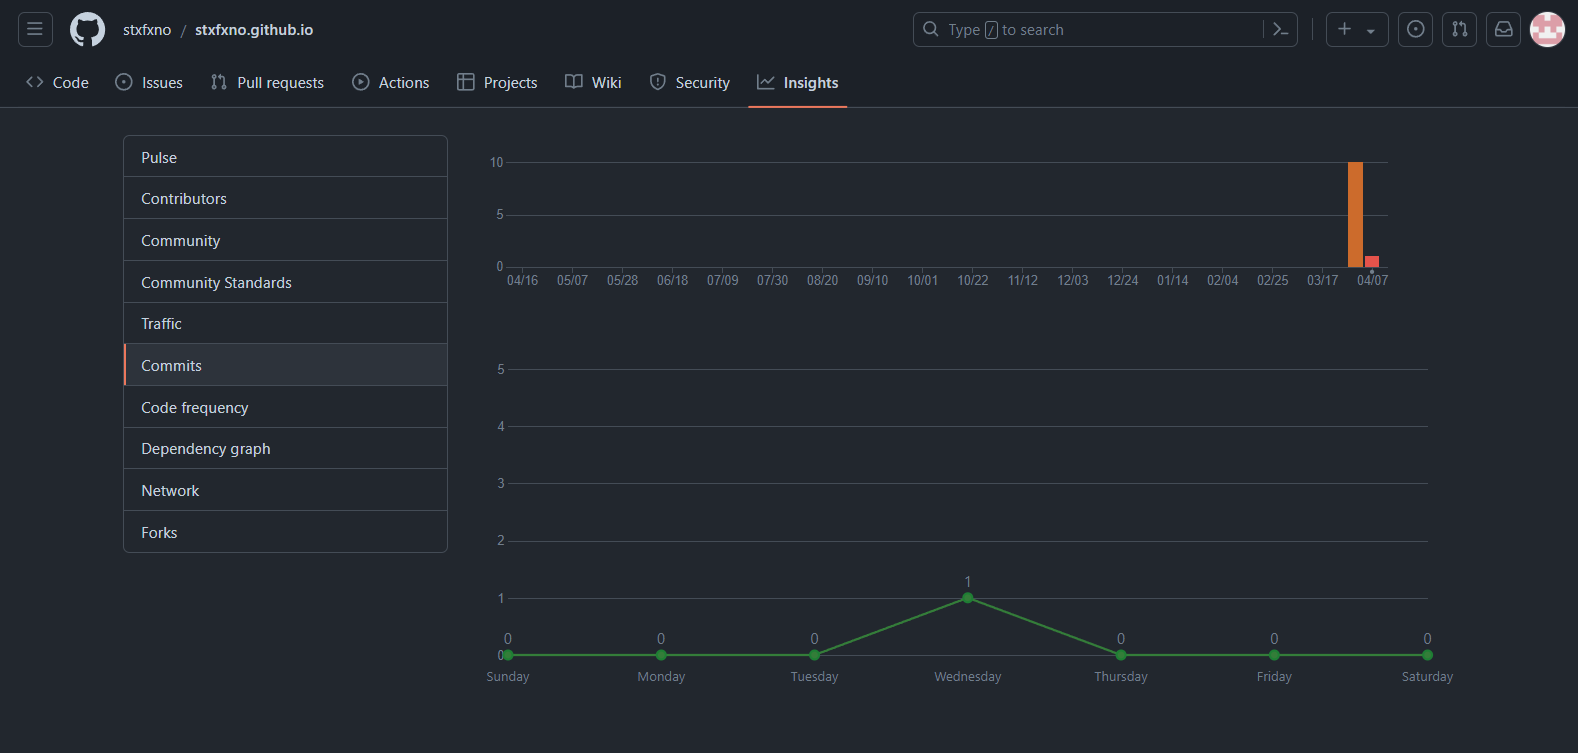 stxfxno / stxfxno.github.io
Type / to search
Code Issues Pull requests Actions Projects Wiki Security Insights
Pulse
Contributors
Community
Community Standards
Traffic
Commits
Code frequency
Dependency graph
Network
Forks
10
5
0
04/16 05/07 05/28 06/18 07/09 07/30 08/20 09/10 10/01 10/22 11/12 12/03 12/24 01/14 02/04 02/25 03/17 04/07
5
4
3
2
1
1
0 0 0 0 0 0
0
Sunday Monday Tuesday Wednesday Thursday Friday Saturday